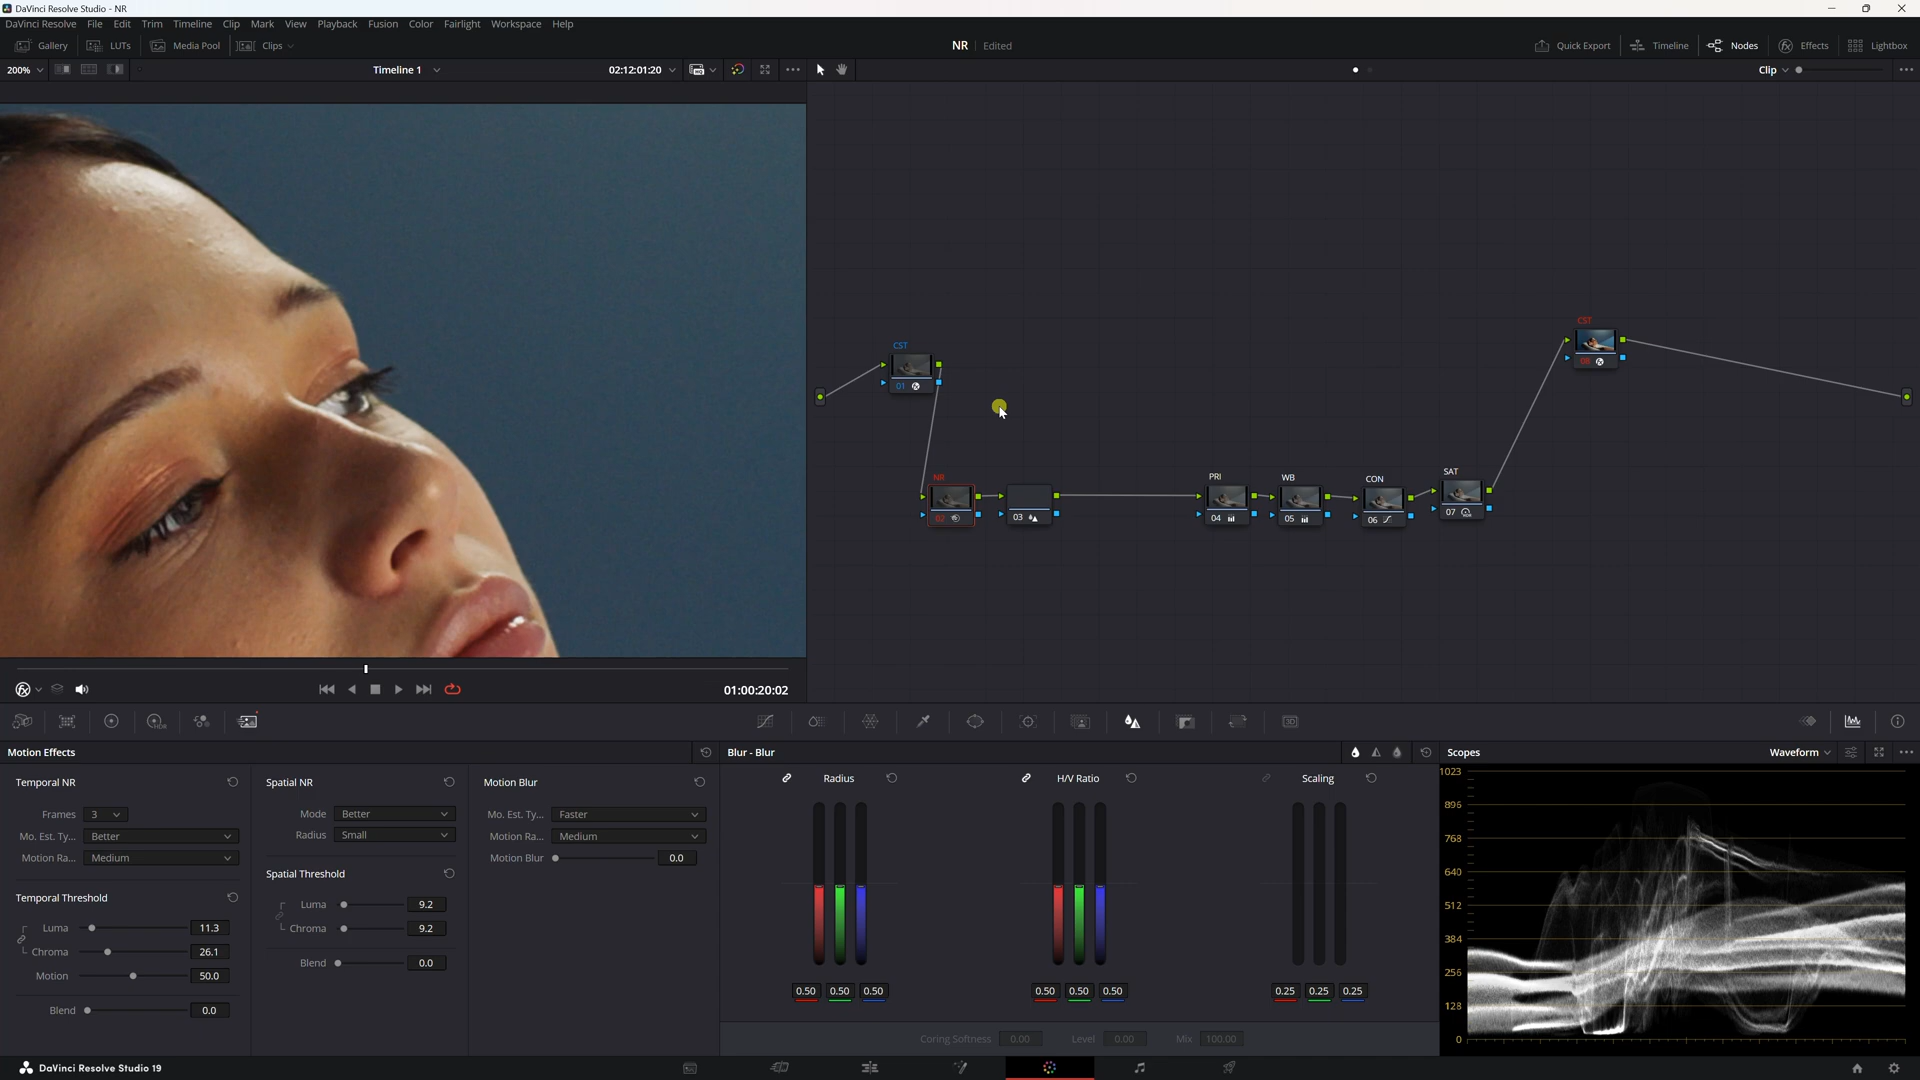 DaVinci Resolve Studio - NR
DaVinci Resolve File Edit Trim Timeline Clip Mark View Playback Fusion Color Fairlight Workspace Help
Gallery LUTs Media Pool Clips NR Edited Quick Export Timeline Nodes Effects Lightbox
200% Timeline 1 02:12:01:20 Clip
CST
08
CST
01
NR
02
03
PRI
04
WB
05
CON
06
SAT
07
01:00:20:02
Motion Effects
Temporal NR
Frames 3
Mo. Est. Ty... Better
Motion Ra... Medium
Temporal Threshold
Luma 11.3
Chroma 26.1
Motion 50.0
Blend 0.0
Spatial NR
Mode Better
Radius Small
Spatial Threshold
Luma 9.2
Chroma 9.2
Blend 0.0
Motion Blur
Mo. Est. Ty... Faster
Motion Ra... Medium
Motion Blur 0.0
Blur - Blur
Radius H/V Ratio Scaling
0.50 0.50 0.50 0.50 0.50 0.50 0.25 0.25 0.25
Coring Softness 0.00 Level 0.00 Mix 100.00
Scopes Waveform
1023
896
768
640
512
384
256
128
0
DaVinci Resolve Studio 19